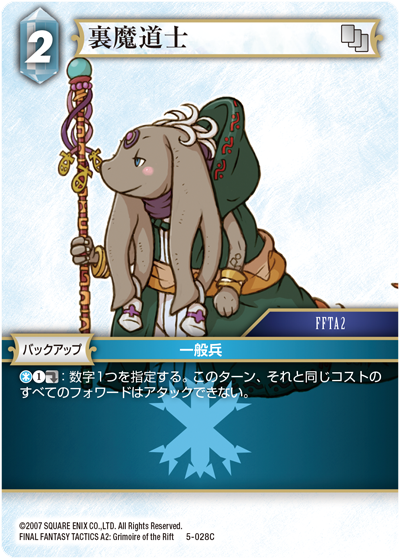 2
裏魔道士
FFTA2
バックアップ
一般兵
氷1：数字1つを指定する。このターン、それと同じコストの
すべてのフォワードはアタックできない。
©2007 SQUARE ENIX CO.,LTD. All Rights Reserved.
FINAL FANTASY TACTICS A2: Grimoire of the Rift 5-028C